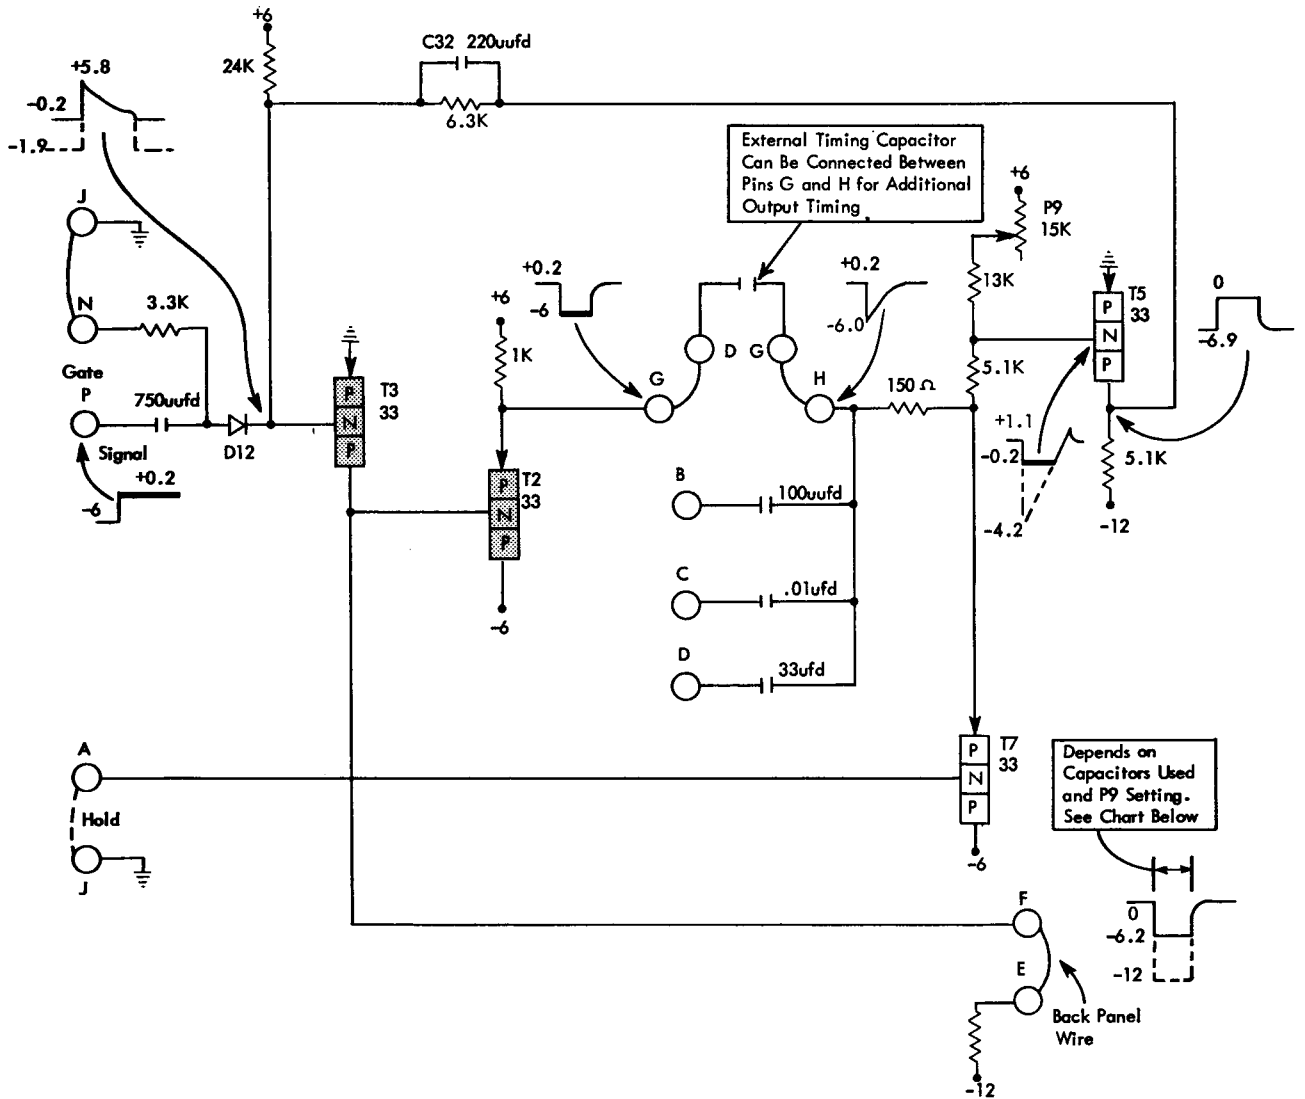 +6
24K
C32 220uufd
6.3K
+5.8
-0.2
-1.9
J
N
3.3K
Gate
P
750uufd
Signal
D12
+0.2
-6
P
N
P
T3
33
External Timing Capacitor
Can Be Connected Between
Pins G and H for Additional
Output Timing
+0.2
-6
+6
1K
G
D
G
H
+0.2
-6.0
150 Ω
+6
P9
15K
13K
5.1K
P
N
P
T5
33
0
-6.9
+1.1
-0.2
-4.2
5.1K
-12
P
N
P
T2
33
-6
B
100uufd
C
.01ufd
D
33ufd
A
Hold
J
P
N
P
T7
33
-6
Depends on
Capacitors Used
and P9 Setting.
See Chart Below
0
-6.2
-12
F
E
Back Panel
Wire
-12